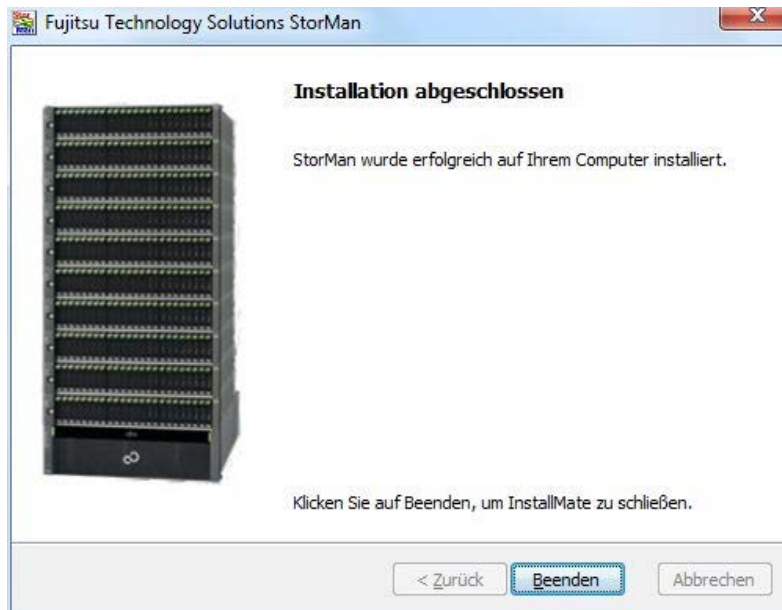 Fujitsu Technology Solutions StorMan
Installation abgeschlossen
StorMan wurde erfolgreich auf Ihrem Computer installiert.
Klicken Sie auf Beenden, um InstallMate zu schließen.
< Zurück
Beenden
Abbrechen